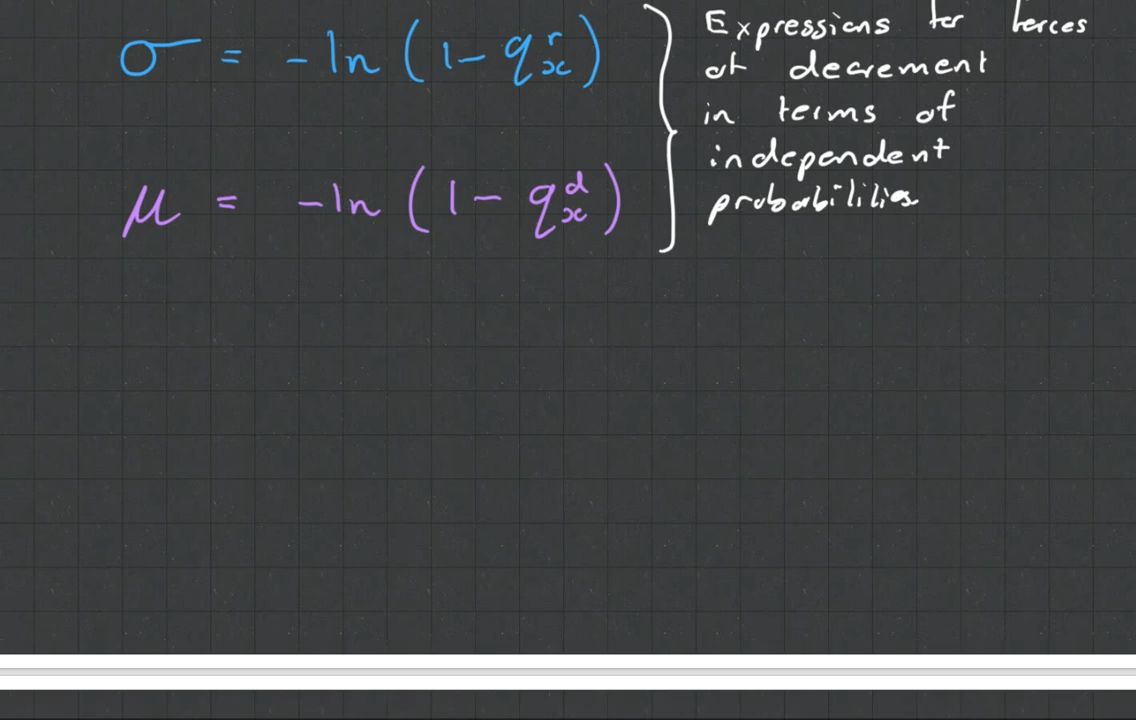 σ = -ln (1- q^r_x)
Expressions for forces
of decrement
in terms of
independent
probabilities
μ = -ln (1- q^d_x)